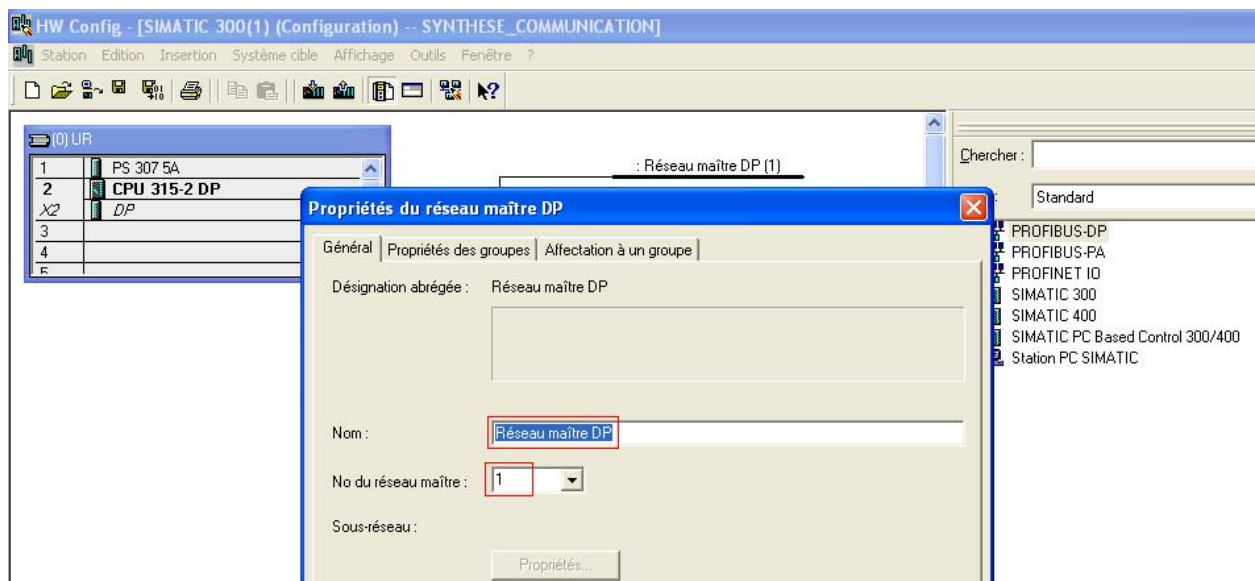 HW Config - [SIMATIC 300(1) (Configuration) -- SYNTHESE_COMMUNICATION]
Station Edition Insertion Système cible Affichage Outils Fenêtre ?
(0) UR
1 PS 307 5A
2 CPU 315-2 DP
X2 DP
3
4
5
: Réseau maître DP (1)
Chercher :
Standard
PROFIBUS-DP
PROFIBUS-PA
PROFINET IO
SIMATIC 300
SIMATIC 400
SIMATIC PC Based Control 300/400
Station PC SIMATIC
Propriétés du réseau maître DP
Général Propriétés des groupes Affectation à un groupe
Désignation abrégée : Réseau maître DP
Nom : Réseau maître DP
No du réseau maître : 1
Sous-réseau :
Propriétés...